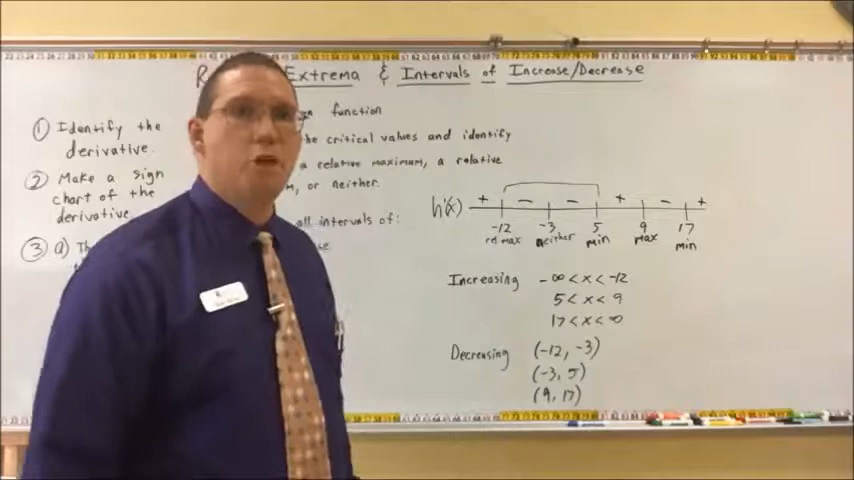 Extrema & Intervals of Increase/Decrease
① Identify the
derivative.
② Make a sign
chart of the
derivative.
③ a)
function
the critical values and identify
a relative maximum, a relative
or neither.
all intervals of:
h'(x) + - - + - +
-12 -3 5 9 17
rel max neither min max min
Increasing -∞ < x < -12
5 < x < 9
17 < x < ∞
Decreasing (-12, -3)
(-3, 5)
(9, 17)